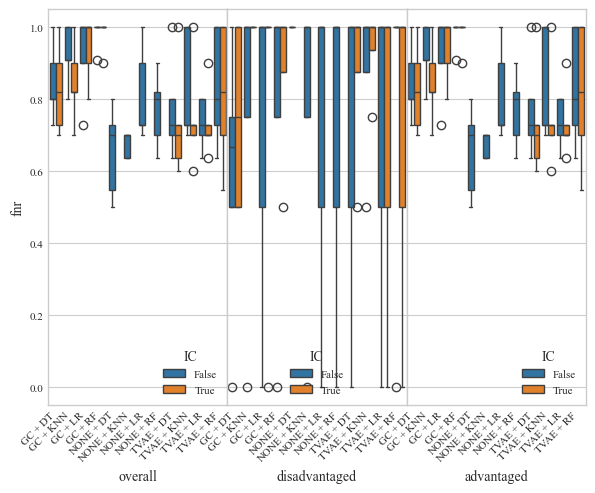 1.0
0.8
0.6
0.4
0.2
0.0
fnr
IC
False
True
IC
False
True
IC
False
True
GC + DT
GC + KNN
GC + LR
GC + RF
NONE + DT
NONE + KNN
NONE + LR
NONE + RF
TVAE + DT
TVAE + KNN
TVAE + LR
TVAE + RF
GC + DT
GC + KNN
GC + LR
GC + RF
NONE + DT
NONE + KNN
NONE + LR
NONE + RF
TVAE + DT
TVAE + KNN
TVAE + LR
TVAE + RF
GC + DT
GC + KNN
GC + LR
GC + RF
NONE + DT
NONE + KNN
NONE + LR
NONE + RF
TVAE + DT
TVAE + KNN
TVAE + LR
TVAE + RF
overall
disadvantaged
advantaged